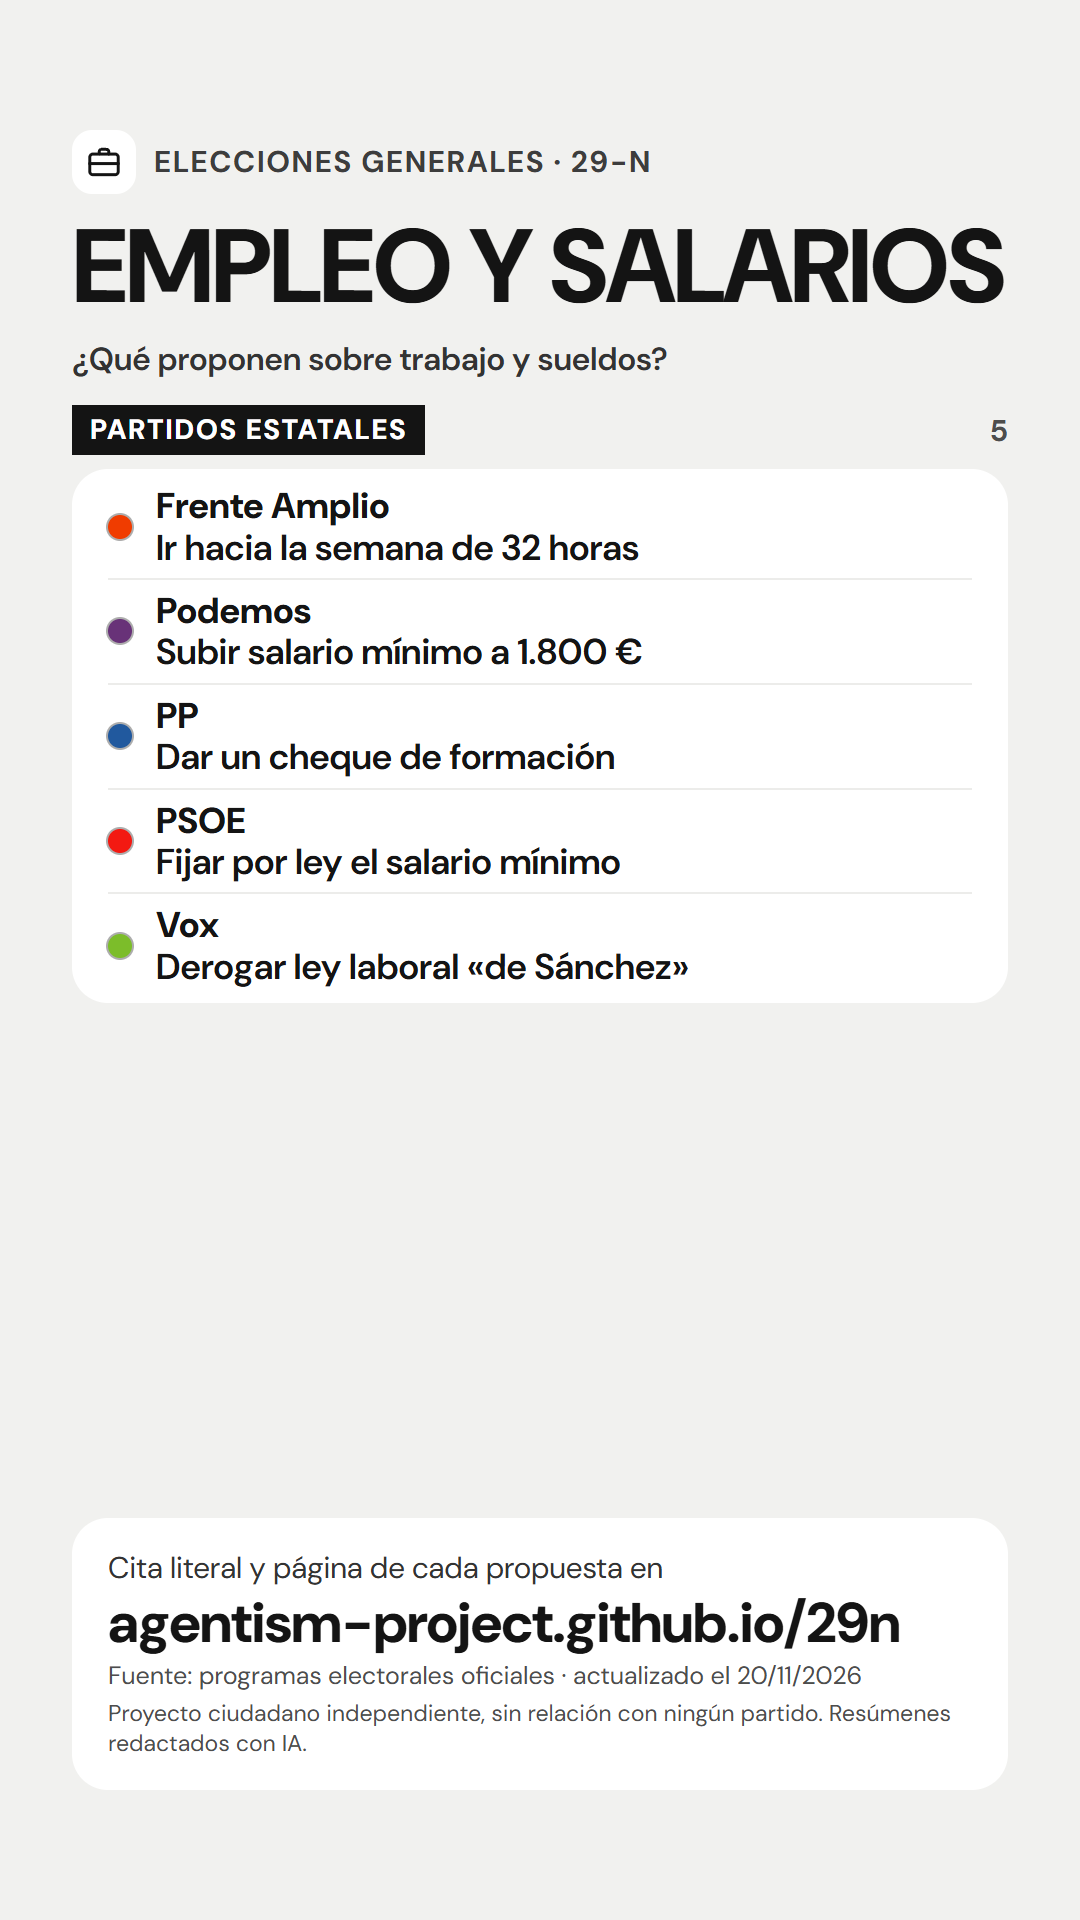 ELECCIONES GENERALES · 29-N
EMPLEO Y SALARIOS
¿Qué proponen sobre trabajo y sueldos?
PARTIDOS ESTATALES
5
Frente Amplio
Ir hacia la semana de 32 horas
Podemos
Subir salario mínimo a 1.800 €
PP
Dar un cheque de formación
PSOE
Fijar por ley el salario mínimo
Vox
Derogar ley laboral «de Sánchez»
Cita literal y página de cada propuesta en
agentism-project.github.io/29n
Fuente: programas electorales oficiales · actualizado el 20/11/2026
Proyecto ciudadano independiente, sin relación con ningún partido. Resúmenes
redactados con IA.